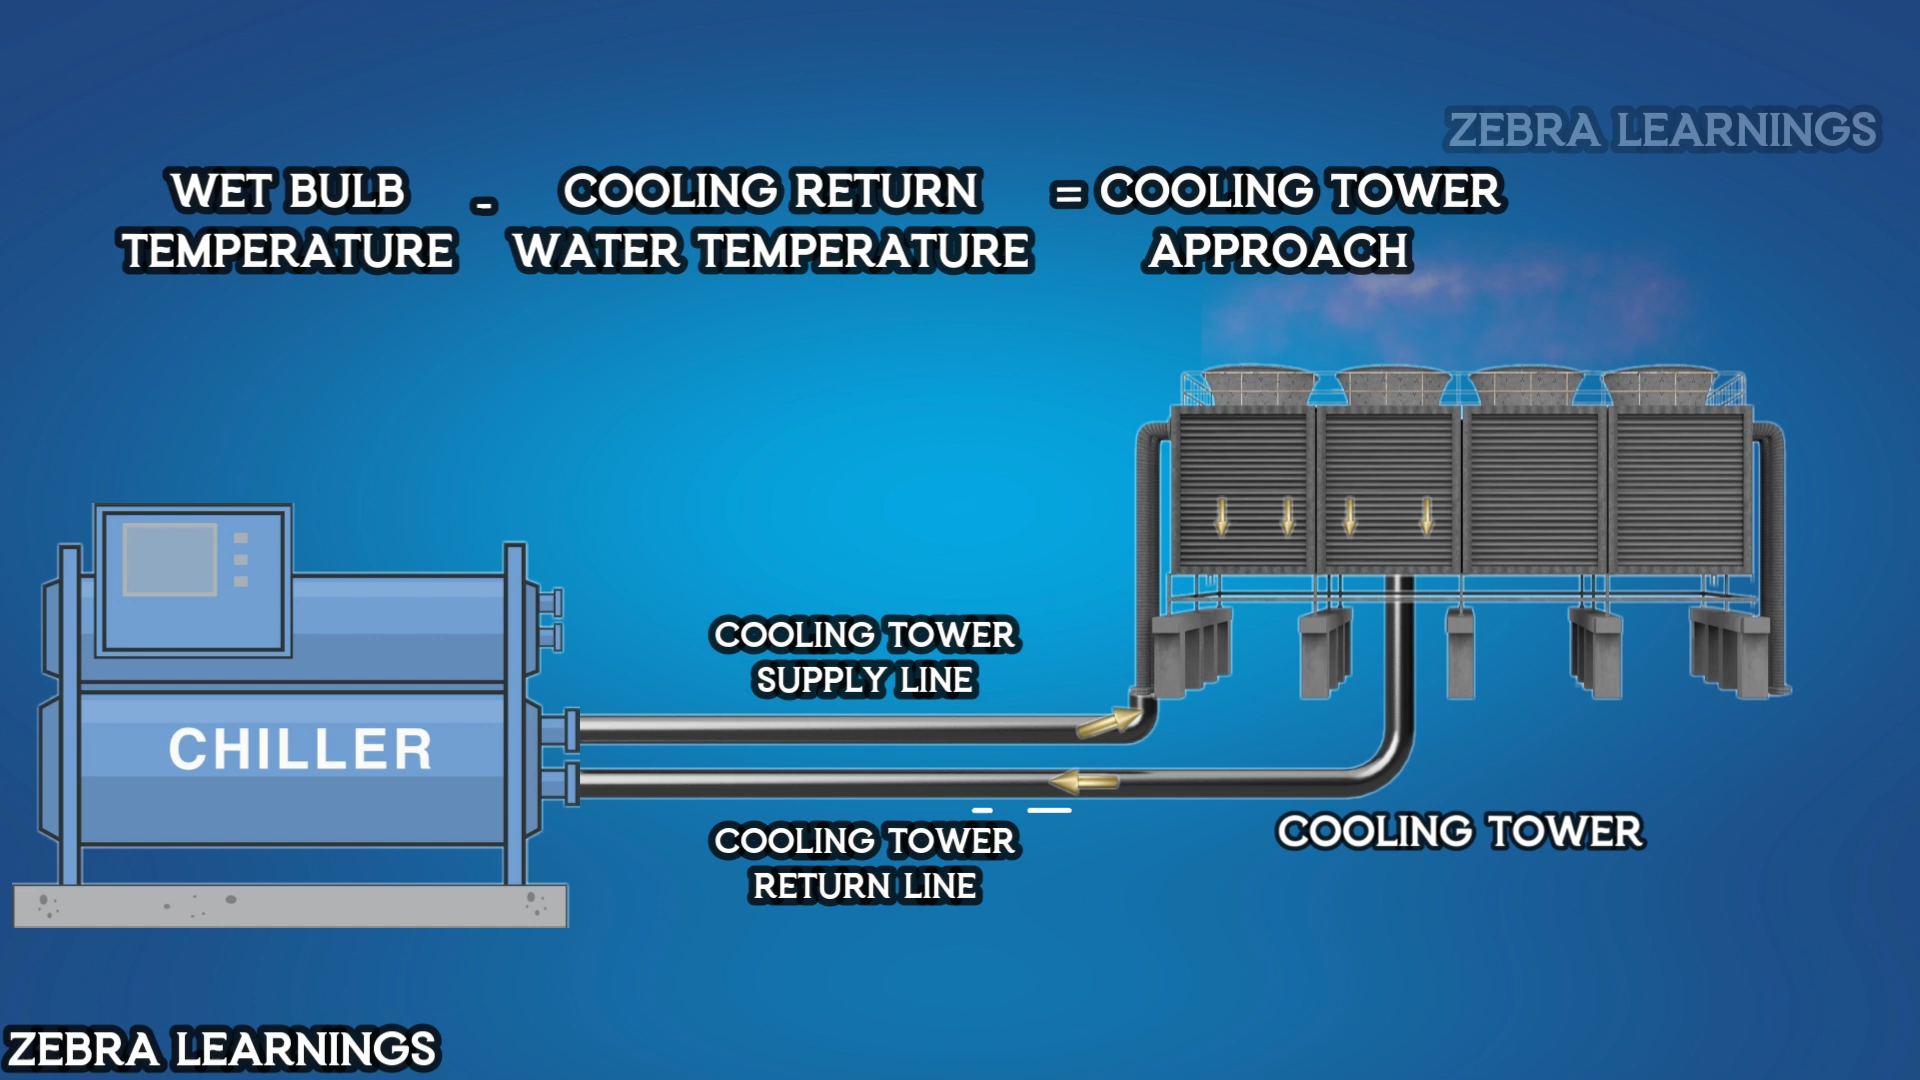 ZEBRA LEARNINGS
WET BULB
TEMPERATURE
-
COOLING RETURN
WATER TEMPERATURE
= COOLING TOWER
APPROACH
COOLING TOWER
SUPPLY LINE
CHILLER
COOLING TOWER
RETURN LINE
COOLING TOWER
ZEBRA LEARNINGS